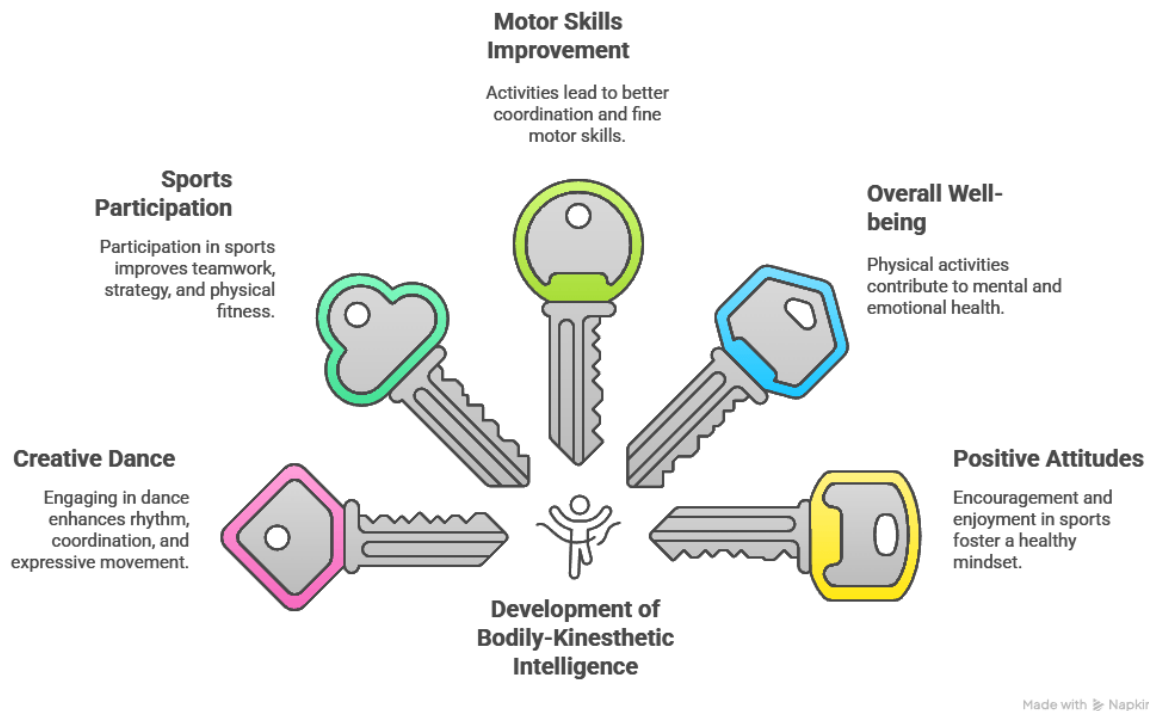 Motor Skills
Improvement
Activities lead to better
coordination and fine
motor skills.
Sports
Participation
Participation in sports
improves teamwork,
strategy, and physical
fitness.
Overall Well-
being
Physical activities
contribute to mental and
emotional health.
Creative Dance
Engaging in dance
enhances rhythm,
coordination, and
expressive movement.
Positive Attitudes
Encouragement and
enjoyment in sports
foster a healthy
mindset.
Development of
Bodily-Kinesthetic
Intelligence
Made with Napkin